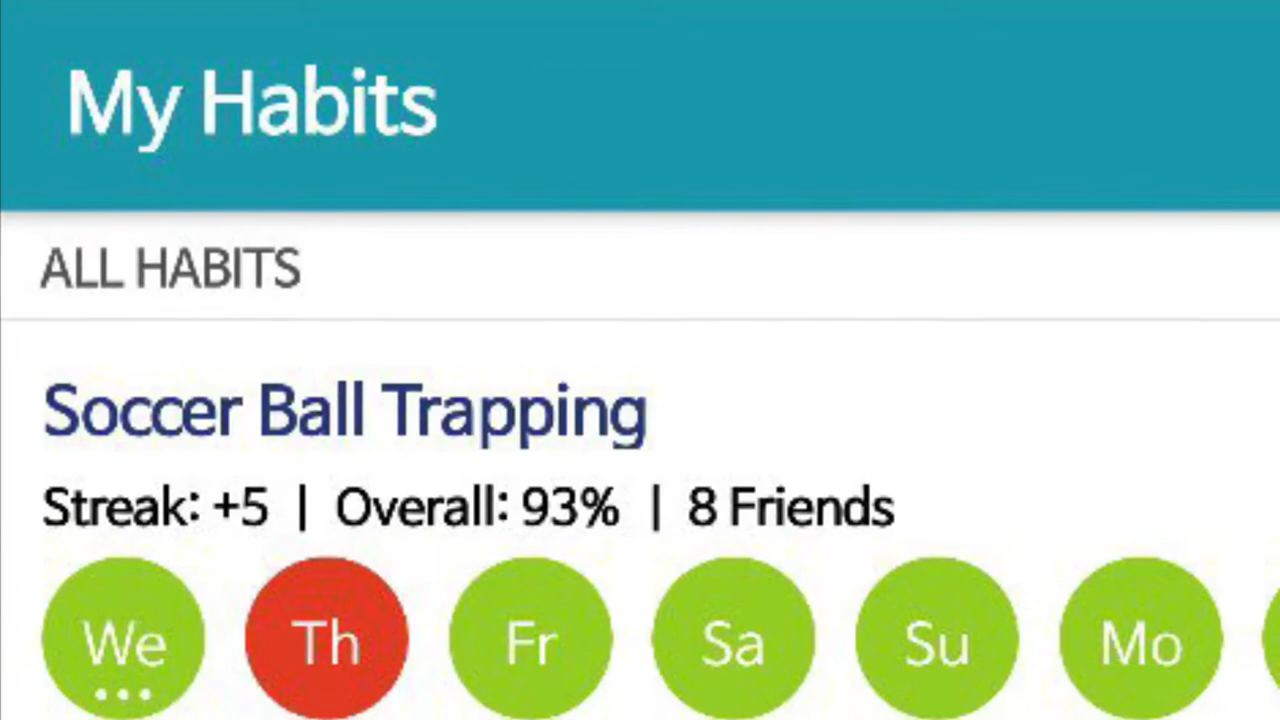 My Habits
ALL HABITS
Soccer Ball Trapping
Streak: +5 | Overall: 93% | 8 Friends
We Th Fr Sa Su Mo